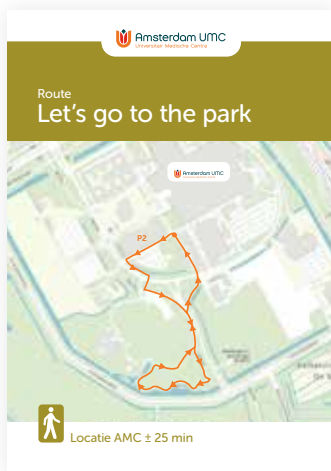 Amsterdam UMC
Universitair Medische Centra
Route
Let's go to the park
Amsterdam UMC
P2
Locatie AMC ± 25 min